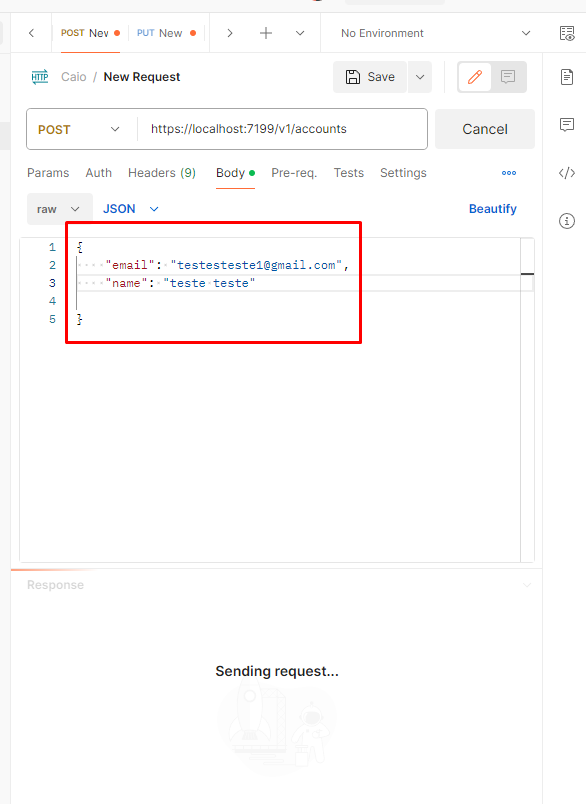 POST New
PUT New
No Environment
HTTP
Caio / New Request
Save
POST
https://localhost:7199/v1/accounts
Cancel
Params Auth Headers (9) Body Pre-req. Tests Settings
raw
JSON
Beautify
1 {
2 "email": "testesteste1@gmail.com",
3 "name": "teste teste"
4
5 }
Response
Sending request...